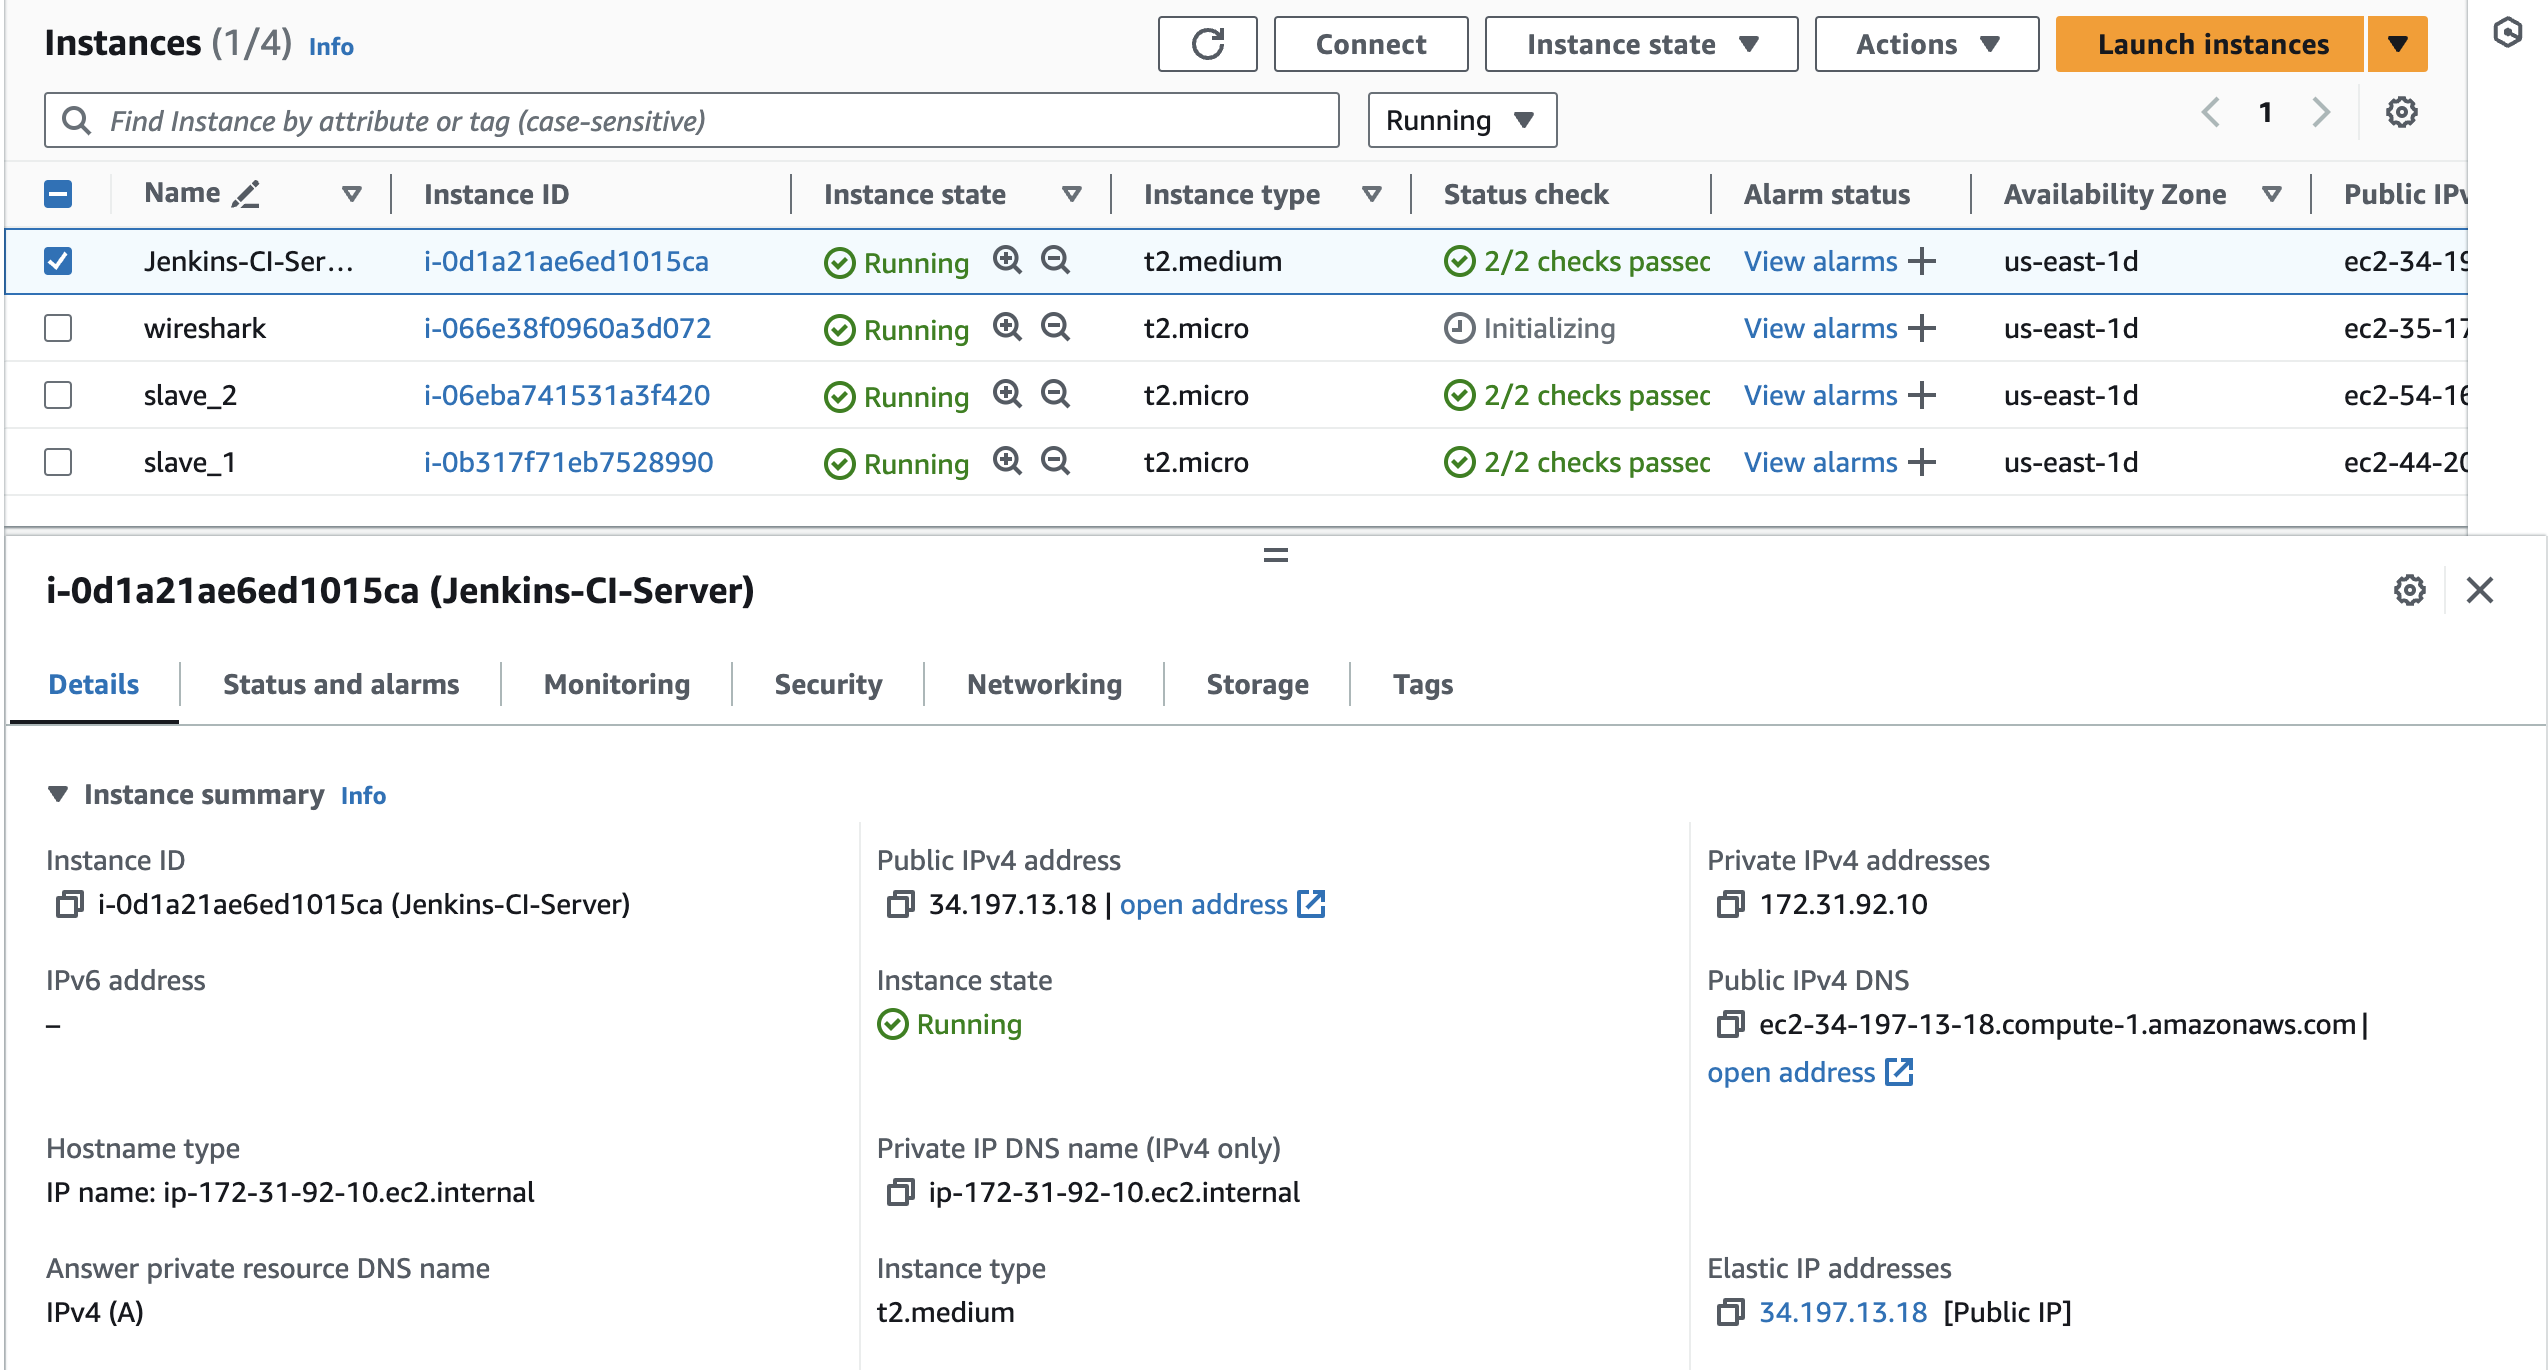 Instances (1/4) Info
Connect Instance state Actions Launch instances
Find Instance by attribute or tag (case-sensitive) Running 1
Name Instance ID Instance state Instance type Status check Alarm status Availability Zone Public IPv
Jenkins-CI-Ser... i-0d1a21ae6ed1015ca Running t2.medium 2/2 checks passed View alarms us-east-1d ec2-34-19
wireshark i-066e38f0960a3d072 Running t2.micro Initializing View alarms us-east-1d ec2-35-17
slave_2 i-06eba741531a3f420 Running t2.micro 2/2 checks passed View alarms us-east-1d ec2-54-16
slave_1 i-0b317f71eb7528990 Running t2.micro 2/2 checks passed View alarms us-east-1d ec2-44-20
i-0d1a21ae6ed1015ca (Jenkins-CI-Server)
Details Status and alarms Monitoring Security Networking Storage Tags
Instance summary Info
Instance ID
i-0d1a21ae6ed1015ca (Jenkins-CI-Server)
Public IPv4 address
34.197.13.18 | open address
Private IPv4 addresses
172.31.92.10
IPv6 address
–
Instance state
Running
Public IPv4 DNS
ec2-34-197-13-18.compute-1.amazonaws.com |
open address
Hostname type
IP name: ip-172-31-92-10.ec2.internal
Private IP DNS name (IPv4 only)
ip-172-31-92-10.ec2.internal
Answer private resource DNS name
IPv4 (A)
Instance type
t2.medium
Elastic IP addresses
34.197.13.18 [Public IP]